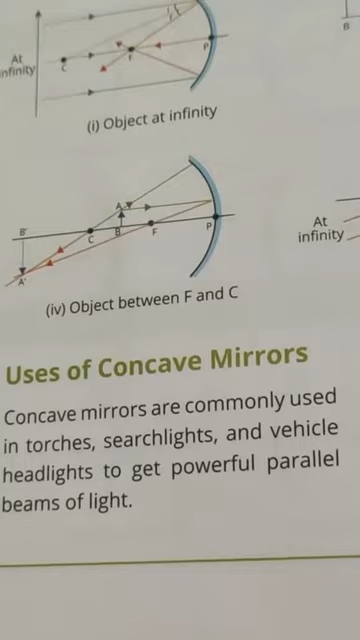 At
infinity
C
F
P
B
(i) Object at infinity
A
B'
C
B
F
P
A'
At
infinity
(iv) Object between F and C
Uses of Concave Mirrors
Concave mirrors are commonly used
in torches, searchlights, and vehicle
headlights to get powerful parallel
beams of light.